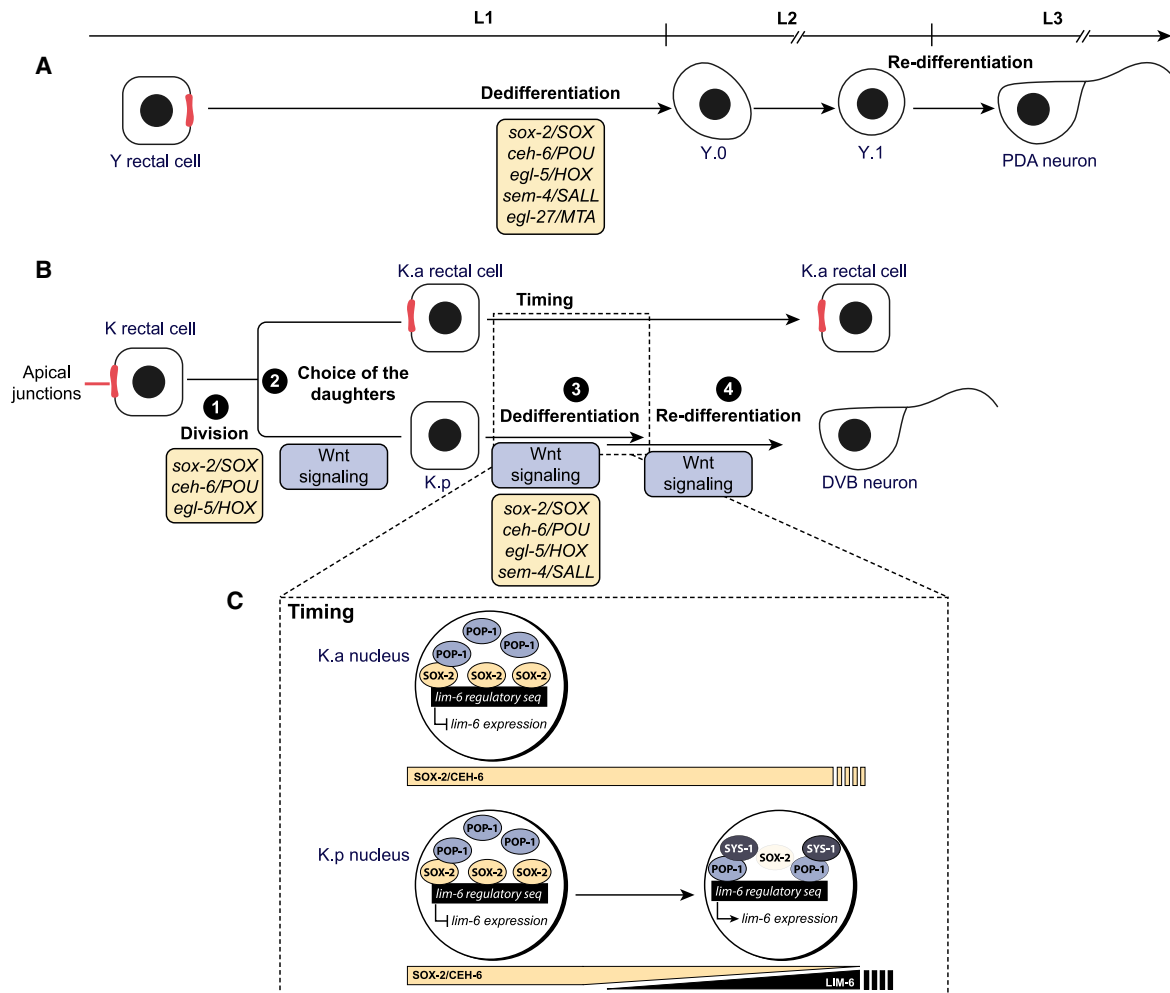 L1
L2
L3
A
Re-differentiation
Dedifferentiation
Y rectal cell
sox-2/SOX
ceh-6/POU
egl-5/HOX
sem-4/SALL
egl-27/MTA
Y.0
Y.1
PDA neuron
B
K.a rectal cell
Timing
K.a rectal cell
K rectal cell
Apical
junctions
1
Division
sox-2/SOX
ceh-6/POU
egl-5/HOX
2
Choice of the
daughters
Wnt
signaling
K.p
3
Dedifferentiation
Wnt
signaling
sox-2/SOX
ceh-6/POU
egl-5/HOX
sem-4/SALL
4
Re-differentiation
Wnt
signaling
DVB neuron
C
Timing
K.a nucleus
POP-1
POP-1
POP-1
SOX-2
SOX-2
SOX-2
lim-6 regulatory seq
lim-6 expression
SOX-2/CEH-6
K.p nucleus
POP-1
POP-1
POP-1
SOX-2
SOX-2
SOX-2
lim-6 regulatory seq
lim-6 expression
SYS-1
SOX-2
SYS-1
POP-1
POP-1
lim-6 regulatory seq
lim-6 expression
SOX-2/CEH-6
LIM-6